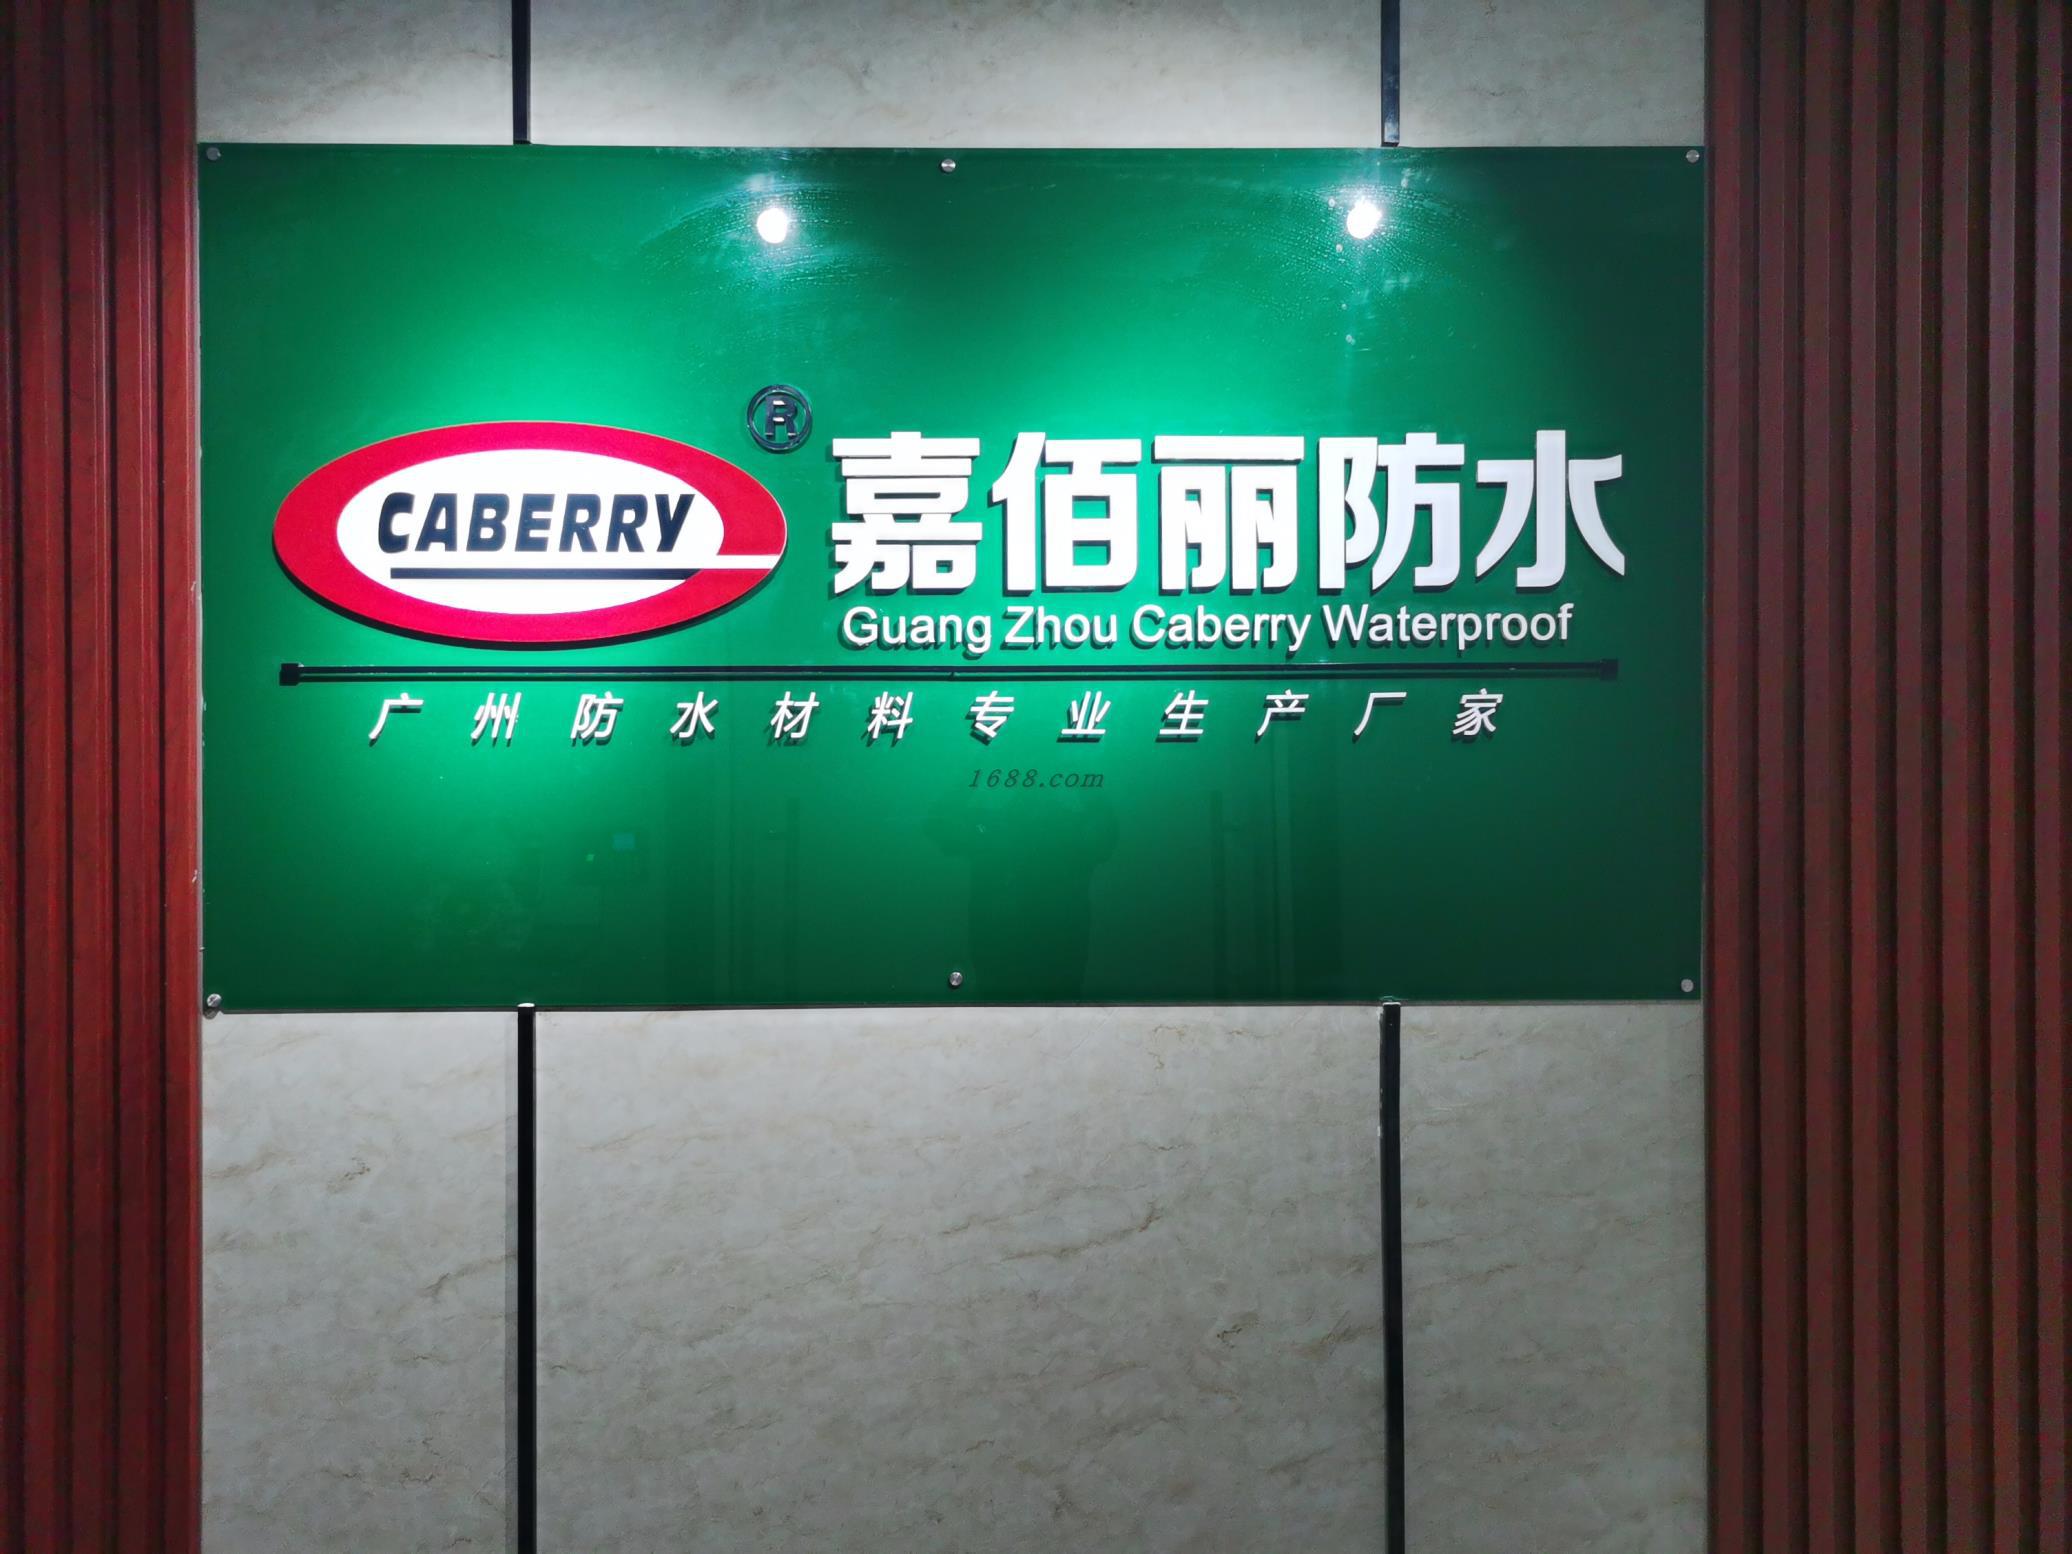 CABERRY
®
嘉佰丽防水
Guang Zhou Caberry Waterproof
广州防水材料专业生产厂家
1688.com